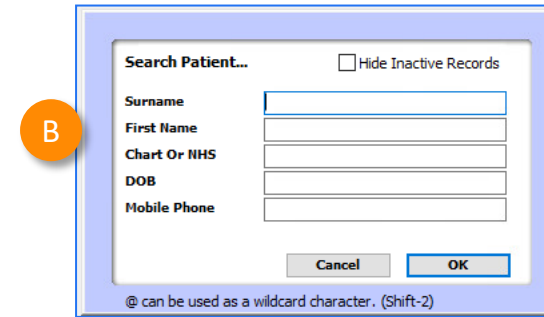 Search Patient... Hide Inactive Records
Surname
B
First Name
Chart Or NHS
DOB
Mobile Phone
Cancel OK
@ can be used as a wildcard character. (Shift-2)